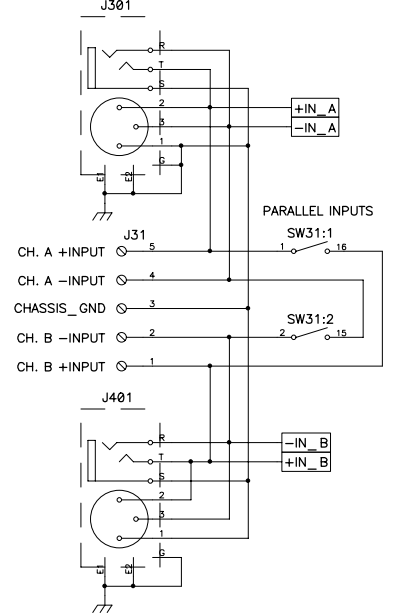 J301
R
T
S
2
+IN_A
3
−IN_A
1
G
E1 E2
PARALLEL INPUTS
J31
SW31:1
CH. A +INPUT 5 1 16
CH. A −INPUT 4
CHASSIS_GND 3
SW31:2
CH. B −INPUT 2 2 15
CH. B +INPUT 1
J401
R −IN_B
T +IN_B
S
2
3
1
G
E1 E2